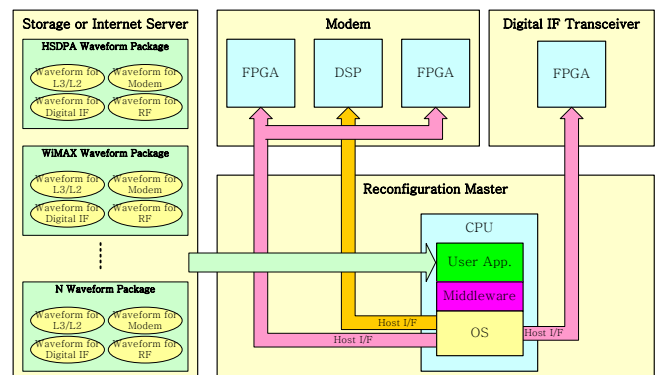 Storage or Internet Server
HSDPA Waveform Package
Waveform for
L3/L2
Waveform for
Modem
Waveform for
Digital IF
Waveform for
RF
WiMAX Waveform Package
Waveform for
L3/L2
Waveform for
Modem
Waveform for
Digital IF
Waveform for
RF
N Waveform Package
Waveform for
L3/L2
Waveform for
Modem
Waveform for
Digital IF
Waveform for
RF
Modem
FPGA
DSP
FPGA
Digital IF Transceiver
FPGA
Reconfiguration Master
CPU
User App.
Middleware
OS
Host I/F
Host I/F
Host I/F